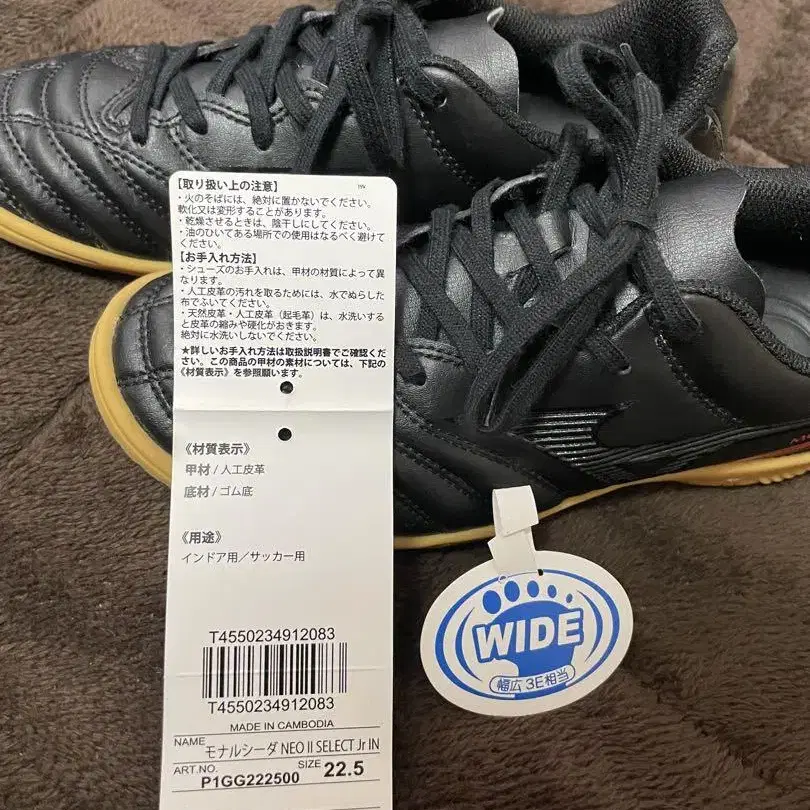 【取り扱い上の注意】
・火のそばには、絶対に置かないでください。
軟化又は変形することがあります。
・乾燥させるときは、陰干しにしてください。
・油のひいてある場所での使用はなるべく避けて
ください。
【お手入れ方法】
・シューズのお手入れは、甲材の材質によって異
なります。
・人工皮革の汚れを取るためには、水でぬらした
布でふいてください。
・天然皮革・人工皮革（起毛革）は、水洗いする
と皮革の縮みや硬化がおきます。
絶対に水洗いしないでください。
★詳しいお手入れ方法は取扱説明書でご確認くだ
さい。この商品の甲材の素材については、下記の
《材質表示》を参照願います。
《材質表示》
甲材/人工皮革
底材/ゴム底
《用途》
インドア用/サッカー用
T4550234912083
T4550234912083
MADE IN CAMBODIA
NAME モナルシーダ NEO II SELECT Jr IN
ART.NO. P1GG222500 SIZE 22.5
WIDE
幅広 3E相当